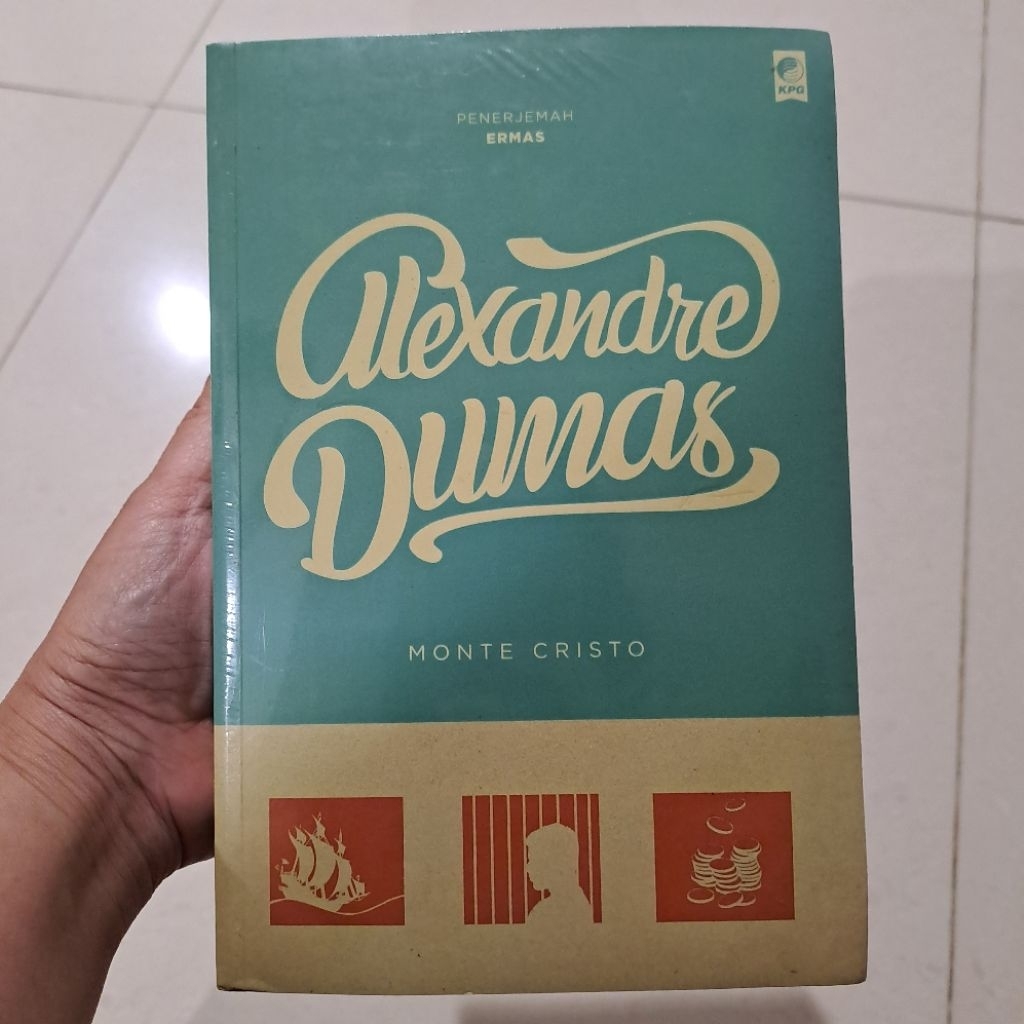 KPG
PENERJEMAH
ERMAS
Alexandre
Dumas
MONTE CRISTO